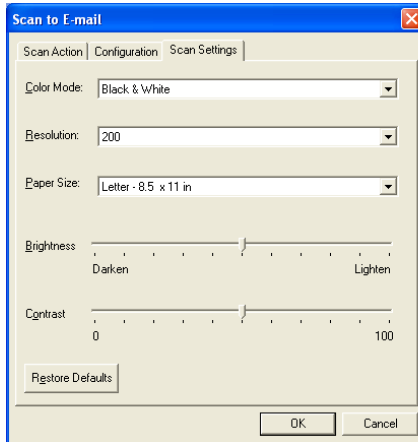 Scan to E-mail
Scan Action Configuration Scan Settings
Color Mode: Black & White
Resolution: 200
Paper Size: Letter - 8.5 x 11 in
Brightness
Darken Lighten
Contrast
0 100
Restore Defaults
OK Cancel